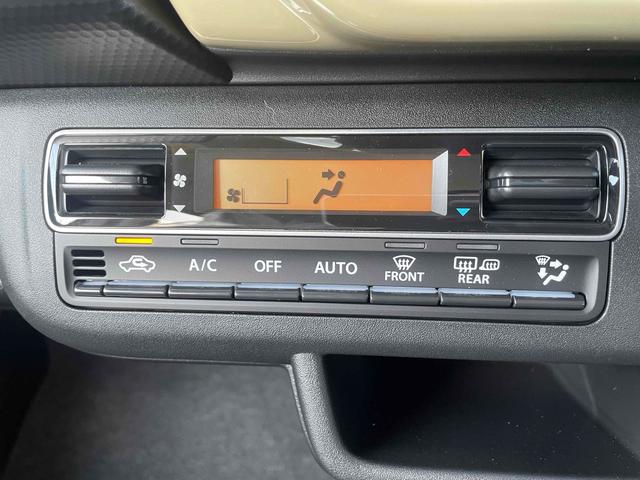 A/C OFF AUTO FRONT REAR